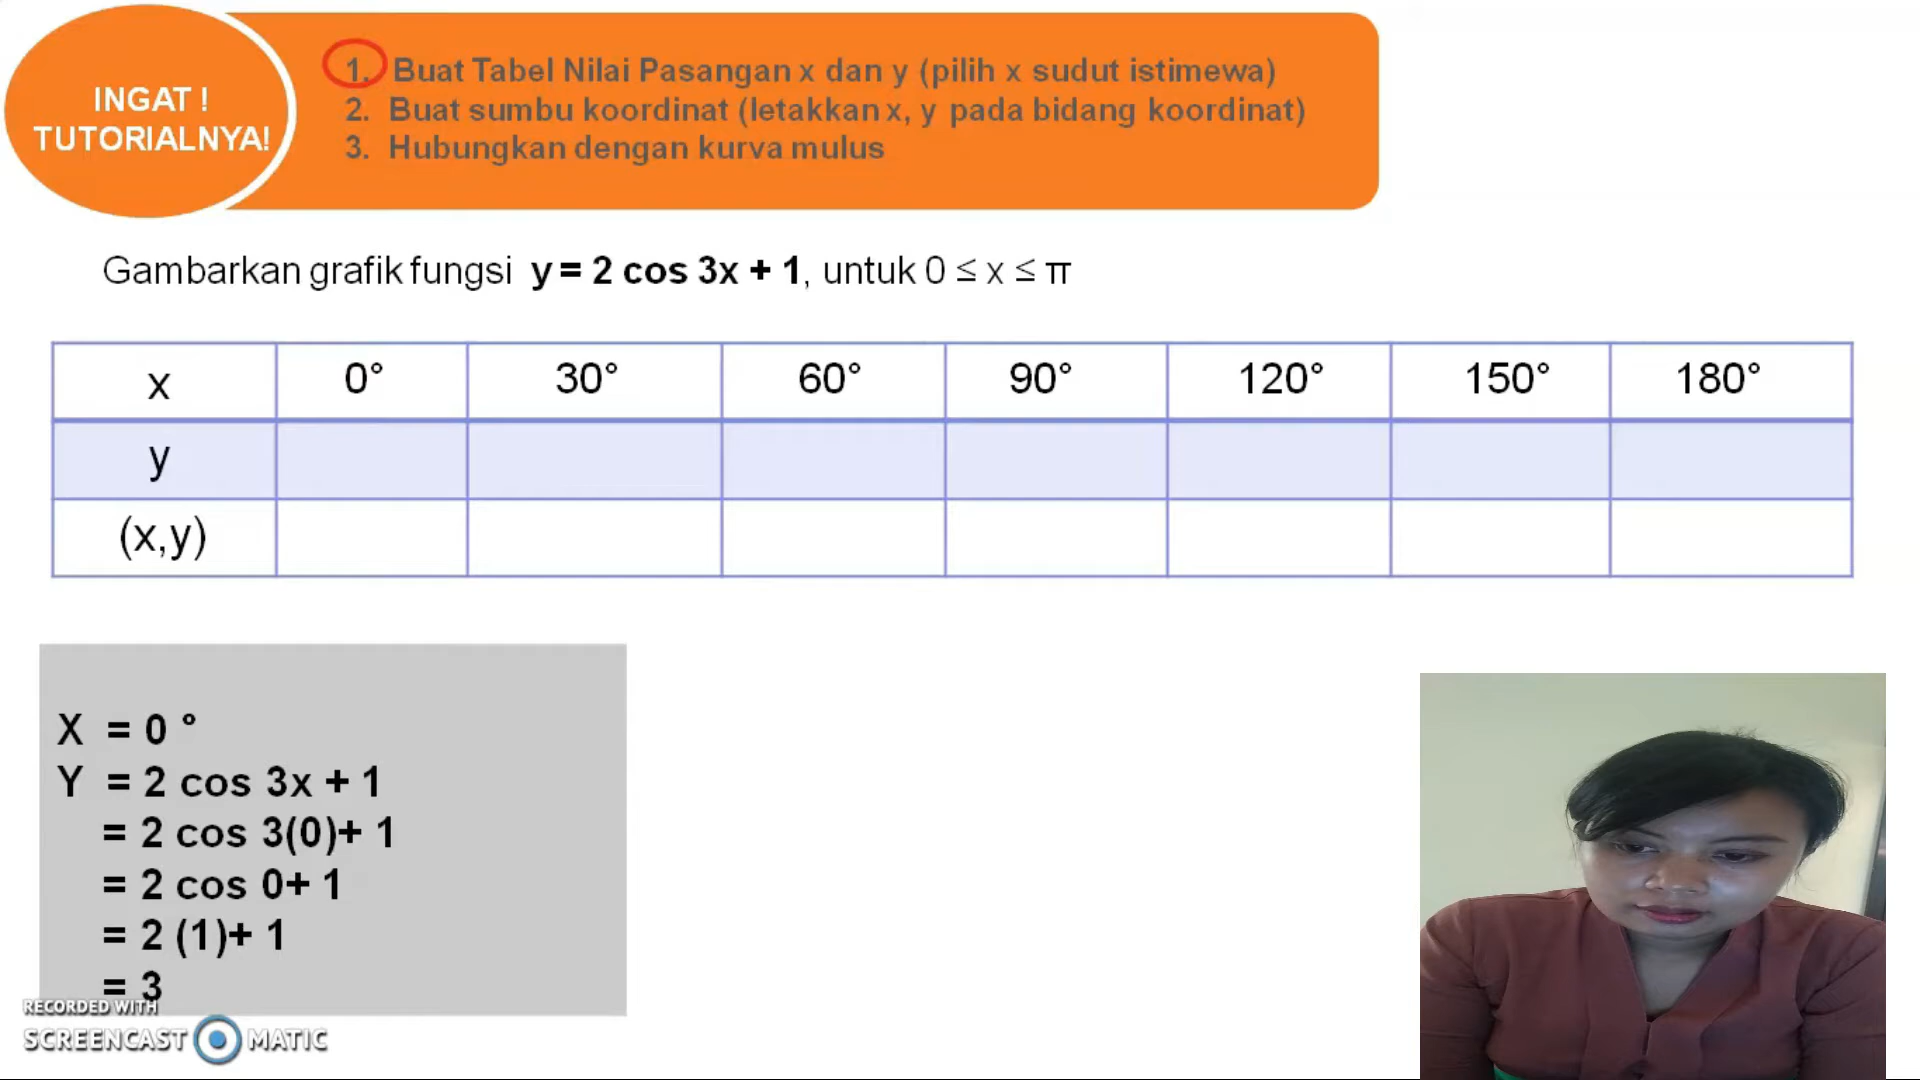 INGAT !
TUTORIALNYA!
1. Buat Tabel Nilai Pasangan x dan y (pilih x sudut istimewa)
2. Buat sumbu koordinat (letakkan x, y pada bidang koordinat)
3. Hubungkan dengan kurva mulus
Gambarkan grafik fungsi y = 2 cos 3x + 1, untuk 0 ≤ x ≤ π
x 0° 30° 60° 90° 120° 150° 180°
y
(x,y)
X = 0 °
Y = 2 cos 3x + 1
= 2 cos 3(0)+ 1
= 2 cos 0+ 1
= 2 (1)+ 1
= 3
RECORDED WITH
SCREENCAST MATIC